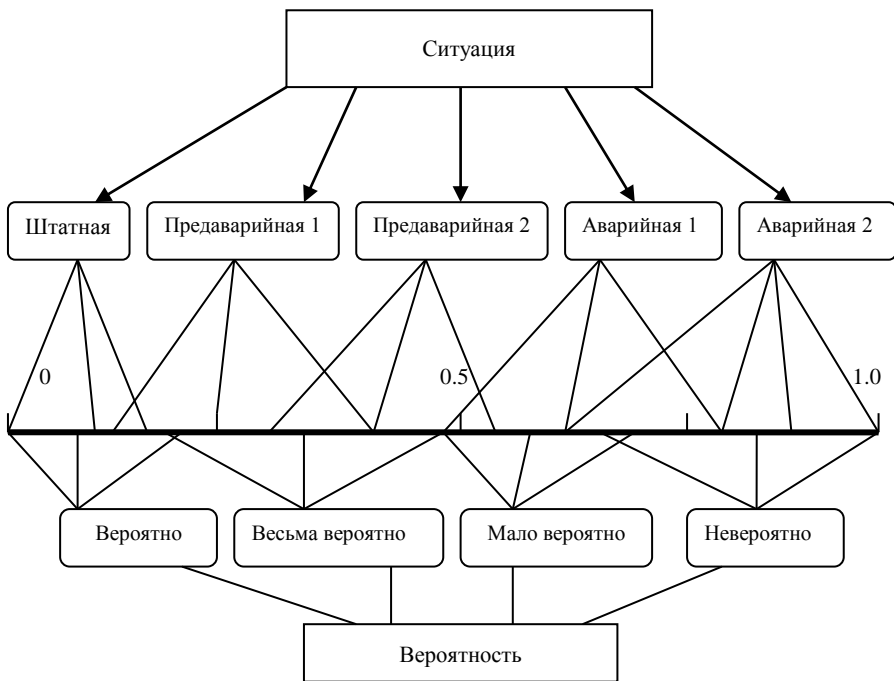 Ситуация
Штатная
Предаварийная 1
Предаварийная 2
Аварийная 1
Аварийная 2
0
0.5
1.0
Вероятно
Весьма вероятно
Мало вероятно
Невероятно
Вероятность